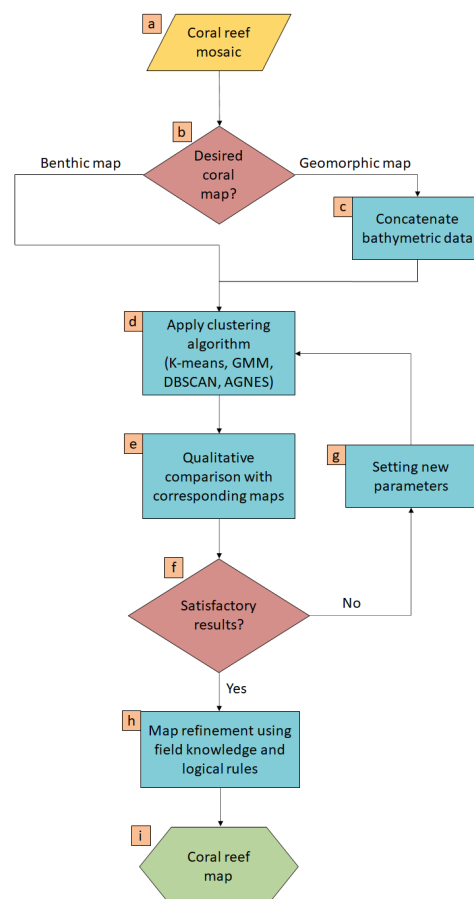 a
Coral reef
mosaic
b
Desired
coral
map?
Benthic map
Geomorphic map
c
Concatenate
bathymetric data
d
Apply clustering
algorithm
(K-means, GMM,
DBSCAN, AGNES)
e
Qualitative
comparison with
corresponding maps
g
Setting new
parameters
f
Satisfactory
results?
No
Yes
h
Map refinement using
field knowledge and
logical rules
i
Coral reef
map